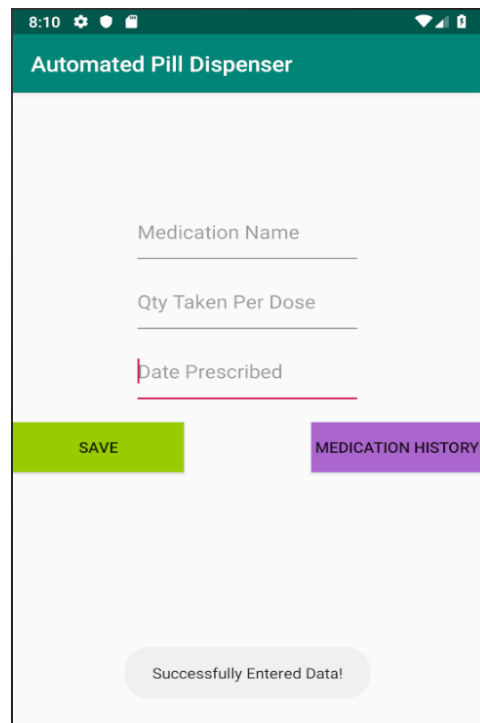 8:10
Automated Pill Dispenser
Medication Name
Qty Taken Per Dose
Date Prescribed
SAVE
MEDICATION HISTORY
Successfully Entered Data!